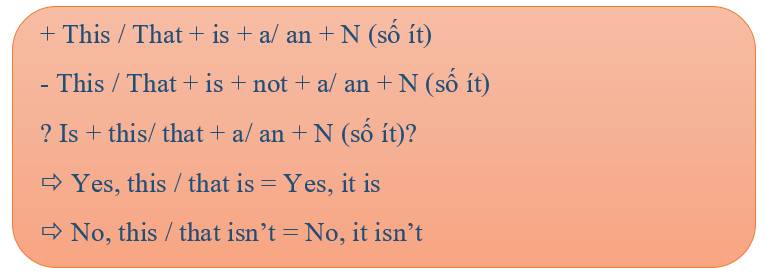 + This / That + is + a/ an + N (số ít)
- This / That + is + not + a/ an + N (số ít)
? Is + this/ that + a/ an + N (số ít)?
⇨ Yes, this / that is = Yes, it is
⇨ No, this / that isn’t = No, it isn’t